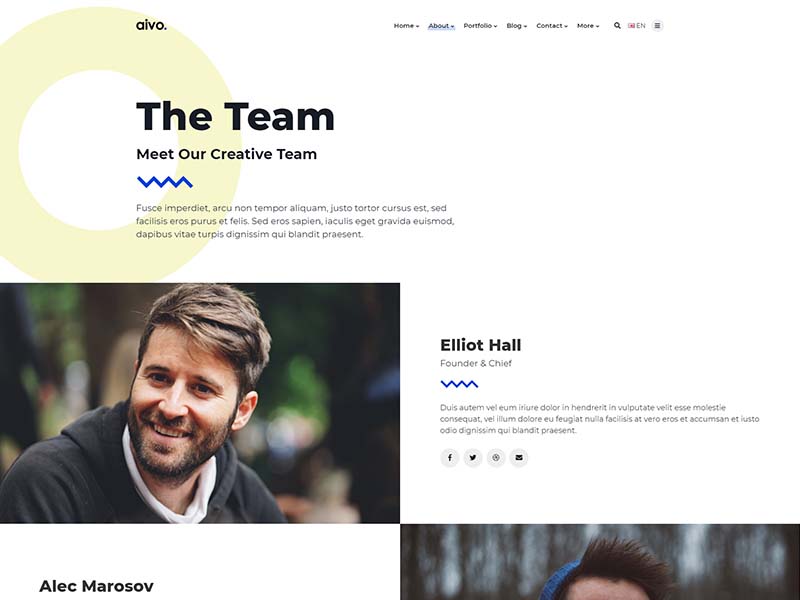 aivo.
Home About Portfolio Blog Contact More EN
The Team
Meet Our Creative Team
Fusce imperdiet, arcu non tempor aliquam, justo tortor cursus est, sed
facilisis eros purus et felis. Sed eros sapien, iaculis eget gravida euismod,
dapibus vitae turpis dignissim qui blandit praesent.
Elliot Hall
Founder & Chief
Duis autem vel eum iriure dolor in hendrerit in vulputate velit esse molestie
consequat, vel illum dolore eu feugiat nulla facilisis at vero eros et accumsan et iusto
odio dignissim qui blandit praesent.
Alec Marosov